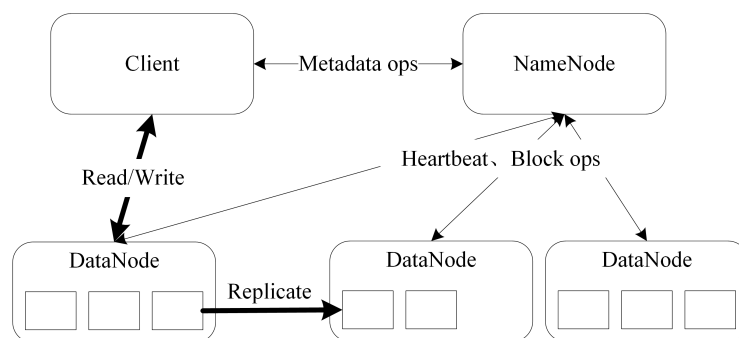 Client
Metadata ops
NameNode
Heartbeat、Block ops
Read/Write
DataNode
DataNode
DataNode
Replicate